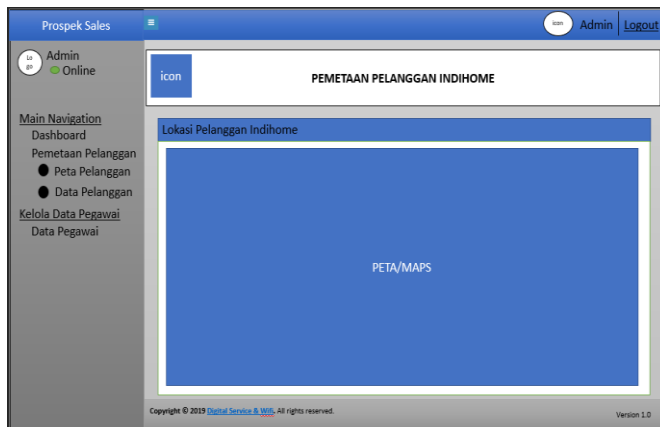 Prospek Sales
≡
icon
Admin
Logout
Lo
go
Admin
Online
Main Navigation
Dashboard
Pemetaan Pelanggan
Peta Pelanggan
Data Pelanggan
Kelola Data Pegawai
Data Pegawai
icon
PEMETAAN PELANGGAN INDIHOME
Lokasi Pelanggan Indihome
PETA/MAPS
Copyright © 2019 Digital Service & Wifi. All rights reserved.
Version 1.0